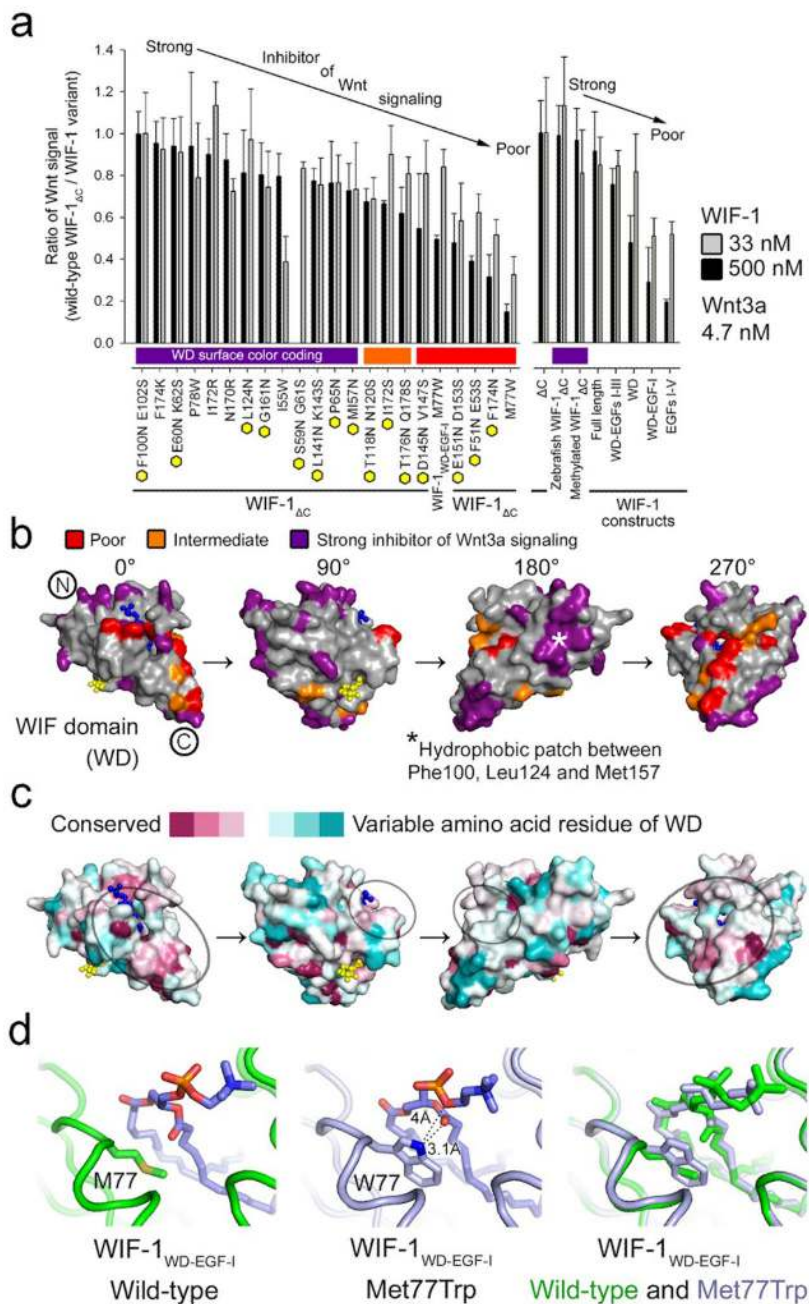 a
Strong
Inhibitor
of
Wnt
signaling
Poor
Strong
Poor
Ratio of Wnt signal
(wild-type WIF-1ΔC / WIF-1 variant)
1.4
1.2
1.0
0.8
0.6
0.4
0.2
0.0
WIF-1
33 nM
500 nM
Wnt3a
4.7 nM
WD surface color coding
F100N E102S
F174K
E60N K62S
P78W
I172R
N170R
L124N
G161N
I55W
S59N G61S
L141N K143S
P65N
MI57N
T118N N120S
I172S
T176N Q178S
D145N V147S
WIF-1WD-EGF-I M77W
E151N D153S
F51N E53S
F174N
M77W
ΔC
Zebrafish WIF-1ΔC
Methylated WIF-1ΔC
Full length
WD-EGFs I-III
WD
WD-EGF-I
EGFs I-V
WIF-1ΔC
WIF-1ΔC
WIF-1
constructs
b
Poor Intermediate Strong inhibitor of Wnt3a signaling
0° 90° 180° 270°
N
*
WIF domain
(WD)
C
*Hydrophobic patch between
Phe100, Leu124 and Met157
c
Conserved Variable amino acid residue of WD
d
M77
4Å
3.1Å
W77
WIF-1WD-EGF-I WIF-1WD-EGF-I WIF-1WD-EGF-I
Wild-type Met77Trp Wild-type and Met77Trp